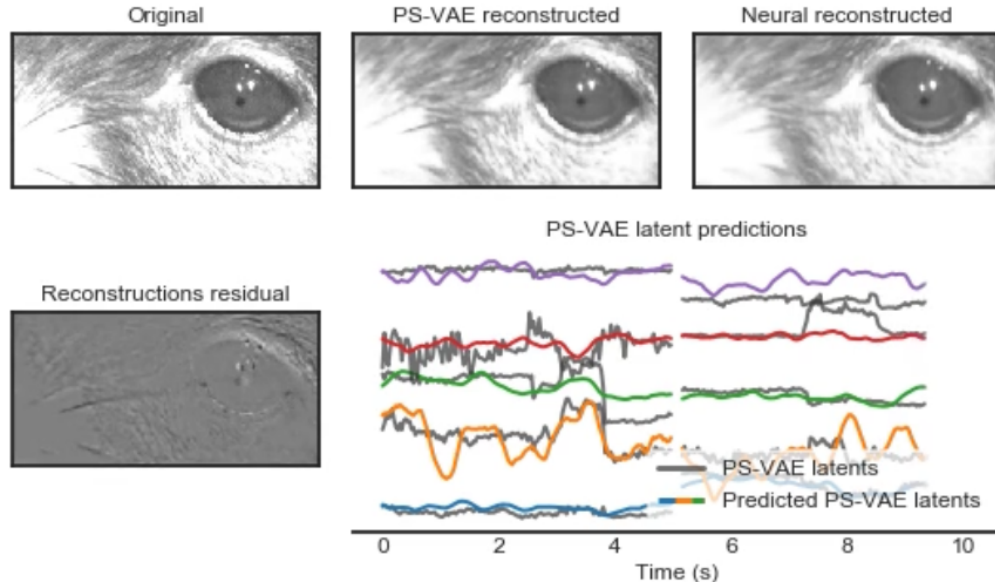 Original
PS-VAE reconstructed
Neural reconstructed
PS-VAE latent predictions
Reconstructions residual
PS-VAE latents
Predicted PS-VAE latents
0 2 4 6 8 10
Time (s)